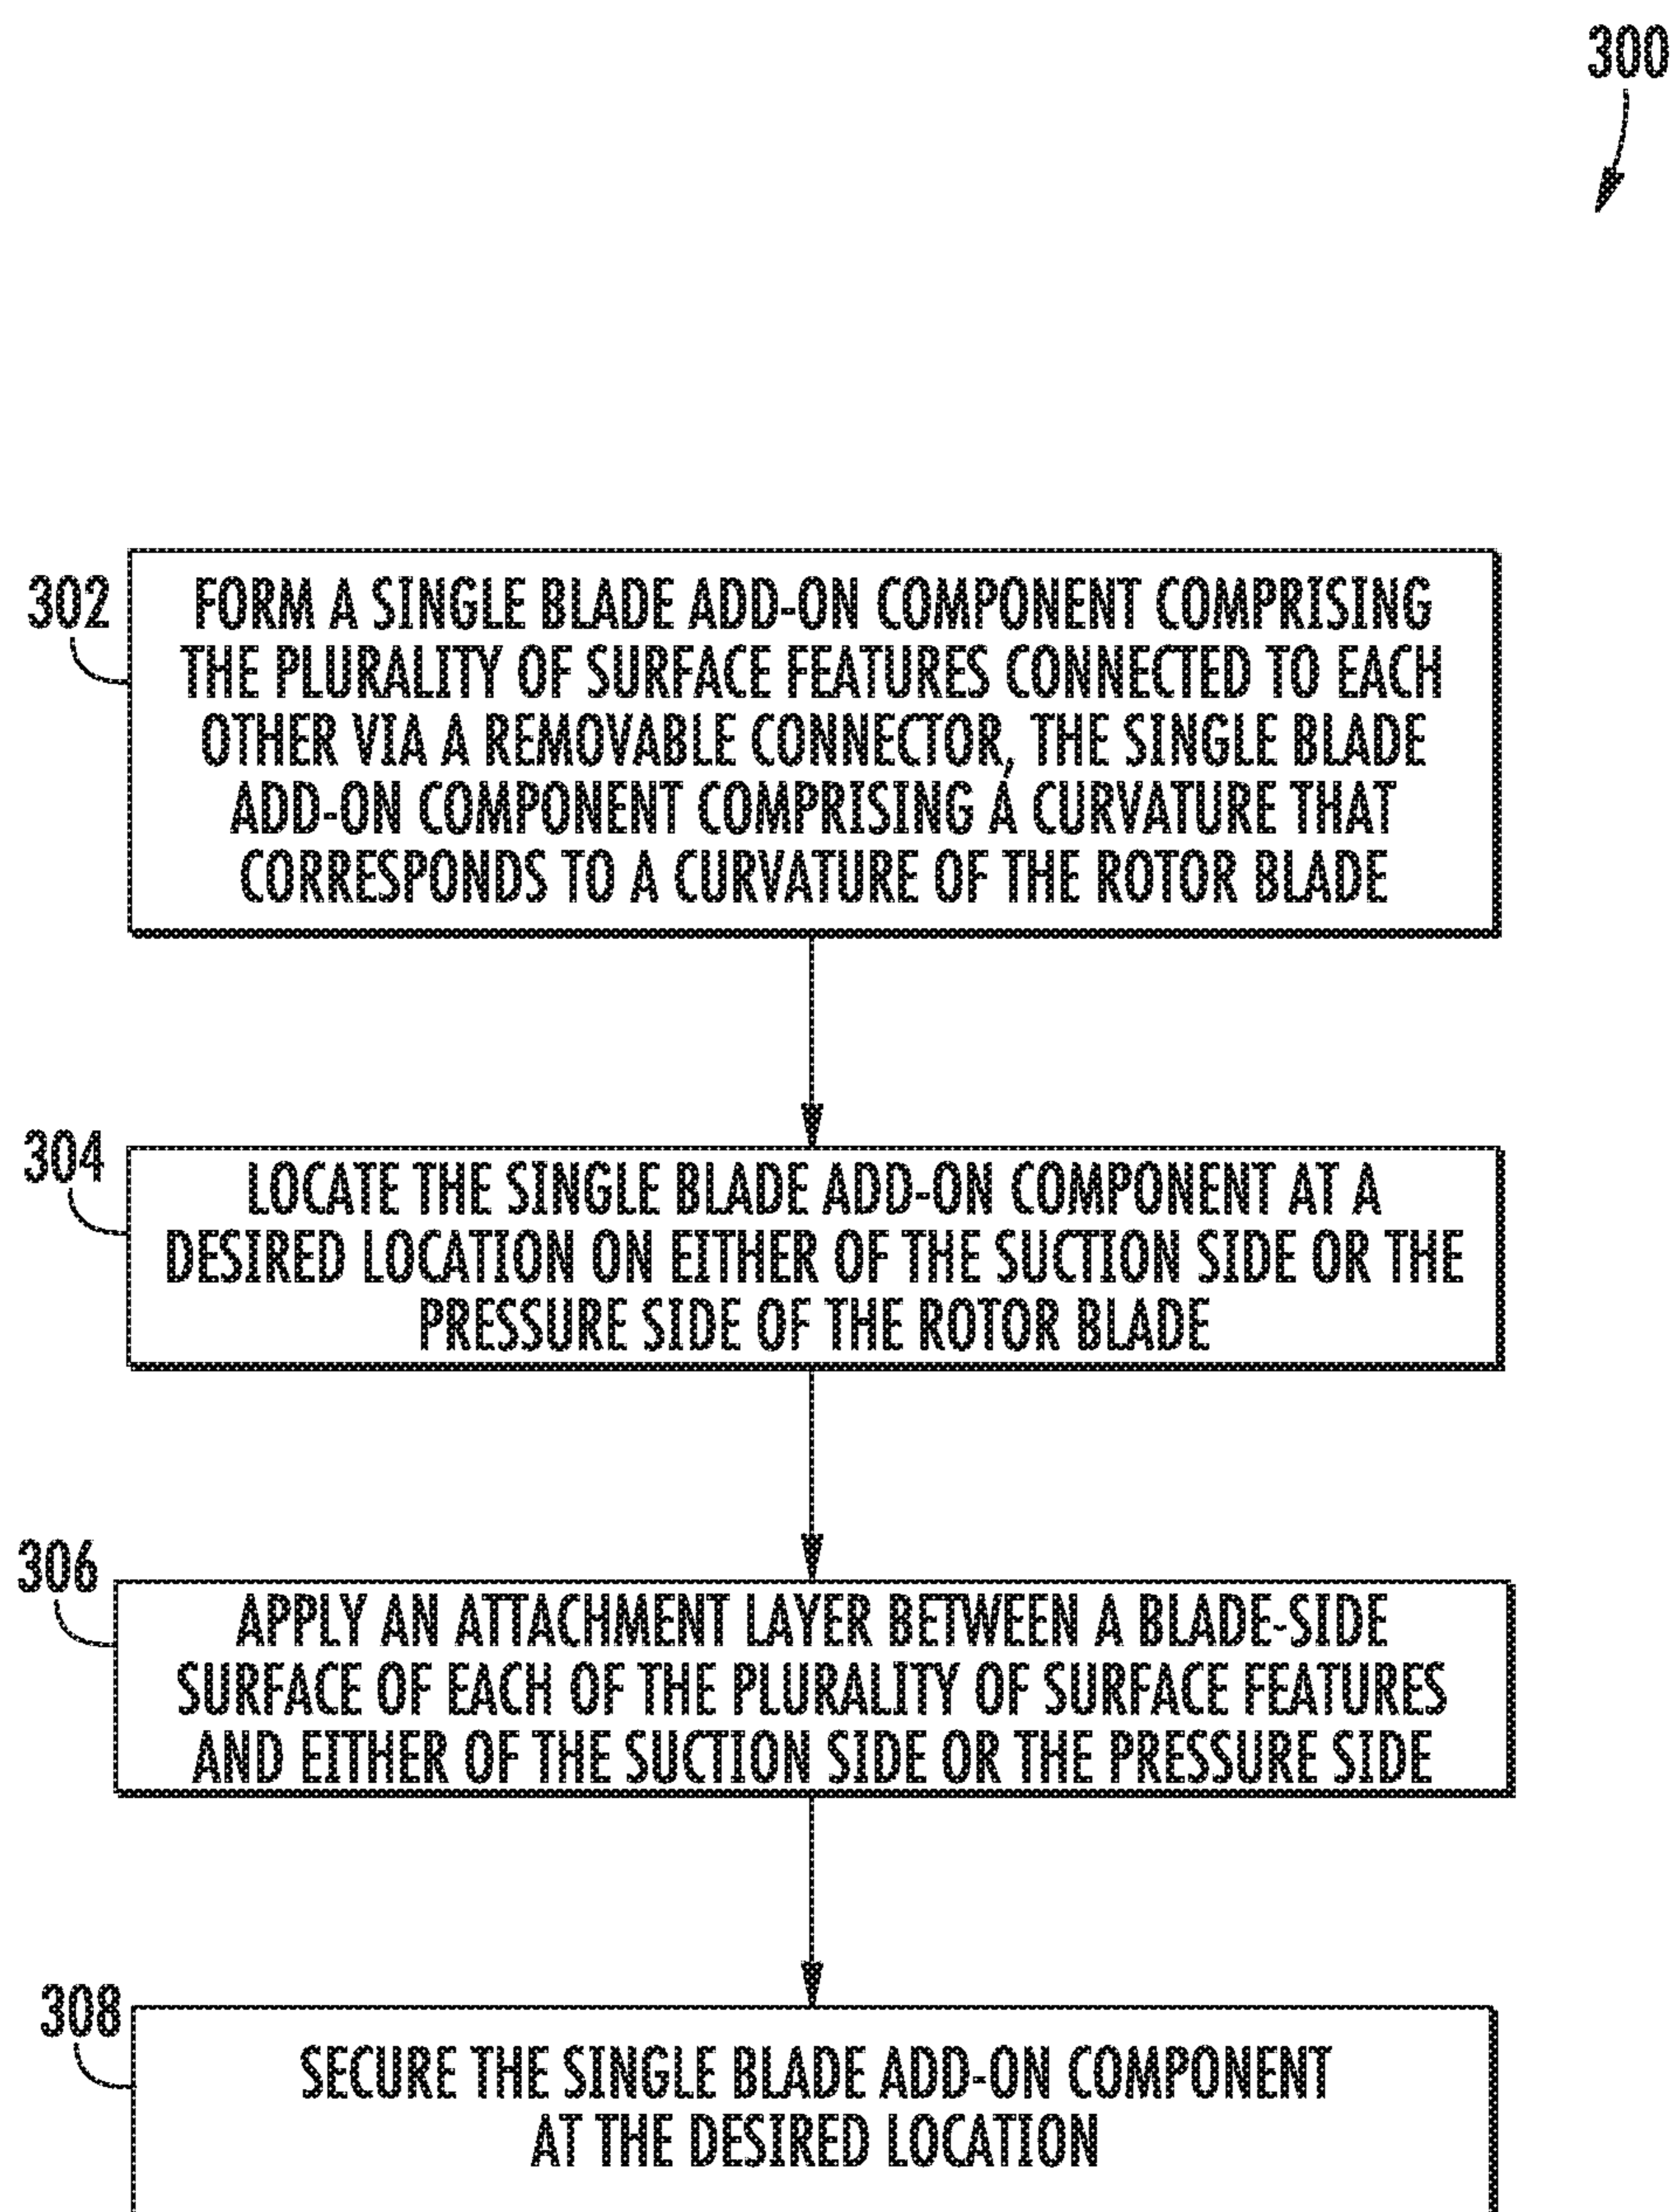 300
302
FORM A SINGLE BLADE ADD-ON COMPONENT COMPRISING
THE PLURALITY OF SURFACE FEATURES CONNECTED TO EACH
OTHER VIA A REMOVABLE CONNECTOR, THE SINGLE BLADE
ADD-ON COMPONENT COMPRISING A CURVATURE THAT
CORRESPONDS TO A CURVATURE OF THE ROTOR BLADE
304
LOCATE THE SINGLE BLADE ADD-ON COMPONENT AT A
DESIRED LOCATION ON EITHER OF THE SUCTION SIDE OR THE
PRESSURE SIDE OF THE ROTOR BLADE
306
APPLY AN ATTACHMENT LAYER BETWEEN A BLADE-SIDE
SURFACE OF EACH OF THE PLURALITY OF SURFACE FEATURES
AND EITHER OF THE SUCTION SIDE OR THE PRESSURE SIDE
308
SECURE THE SINGLE BLADE ADD-ON COMPONENT
AT THE DESIRED LOCATION